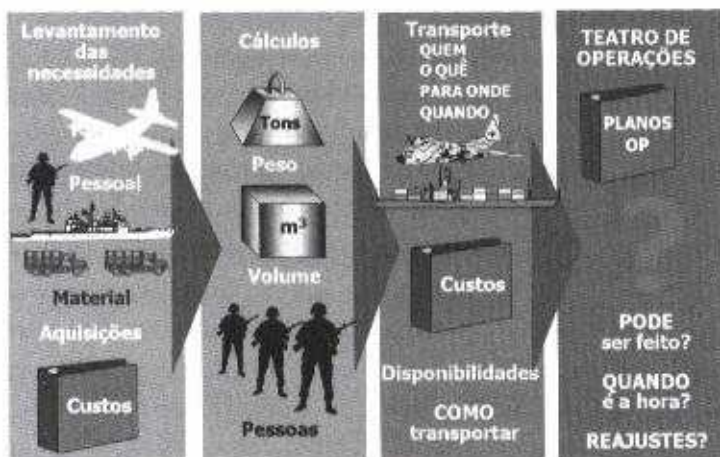 Levantamento
das
necessidades
Pessoal
Material
Aquisições
Custos
Cálculos
Tons
Peso
m³
Volume
Pessoas
Transporte
QUEM
O QUÊ
PARA ONDE
QUANDO
Custos
Disponibilidades
COMO
transportar
TEATRO DE
OPERAÇÕES
PLANOS
OP
?
PODE
ser feito?
QUANDO
é a hora?
REAJUSTES?